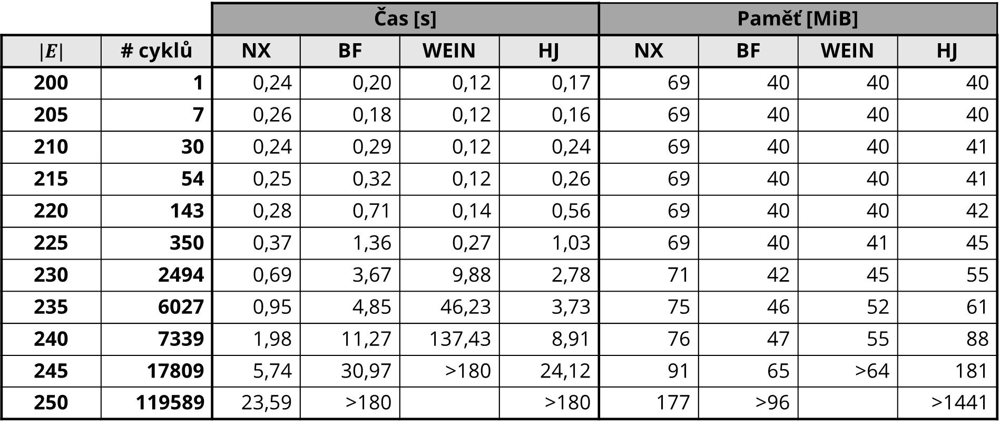 Čas [s] Paměť [MiB]
|E| # cyklů NX BF WEIN HJ NX BF WEIN HJ
200 1 0,24 0,20 0,12 0,17 69 40 40 40
205 7 0,26 0,18 0,12 0,16 69 40 40 40
210 30 0,24 0,29 0,12 0,24 69 40 40 41
215 54 0,25 0,32 0,12 0,26 69 40 40 41
220 143 0,28 0,71 0,14 0,56 69 40 40 42
225 350 0,37 1,36 0,27 1,03 69 40 41 45
230 2494 0,69 3,67 9,88 2,78 71 42 45 55
235 6027 0,95 4,85 46,23 3,73 75 46 52 61
240 7339 1,98 11,27 137,43 8,91 76 47 55 88
245 17809 5,74 30,97 >180 24,12 91 65 >64 181
250 119589 23,59 >180 >180 177 >96 >1441